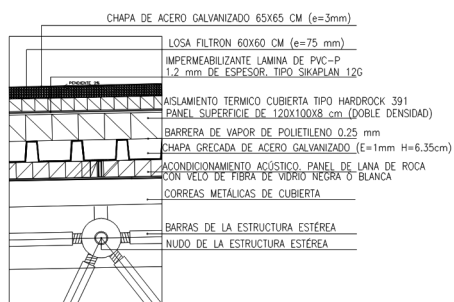 CHAPA DE ACERO GALVANIZADO 65X65 CM (e=3mm)
LOSA FILTRON 60X60 CM (e=75 mm)
IMPERMEABILIZANTE LAMINA DE PVC-P
1.2 mm DE ESPESOR, TIPO SIKAPLAN 12G
PENDIENTE 3%
AISLAMIENTO TERMICO CUBIERTA TIPO HARDROCK 391
PANEL SUPERFICIE DE 120X100X8 cm (DOBLE DENSIDAD)
BARRERA DE VAPOR DE POLIETILENO 0.25 mm
CHAPA GRECADA DE ACERO GALVANIZADO (E=1mm H=6.35cm)
ACONDICIONAMIENTO ACÚSTICO. PANEL DE LANA DE ROCA
CON VELO DE FIBRA DE VIDRIO NEGRA Ó BLANCA
CORREAS METÁLICAS DE CUBIERTA
BARRAS DE LA ESTRUCTURA ESTÉREA
NUDO DE LA ESTRUCTURA ESTÉREA